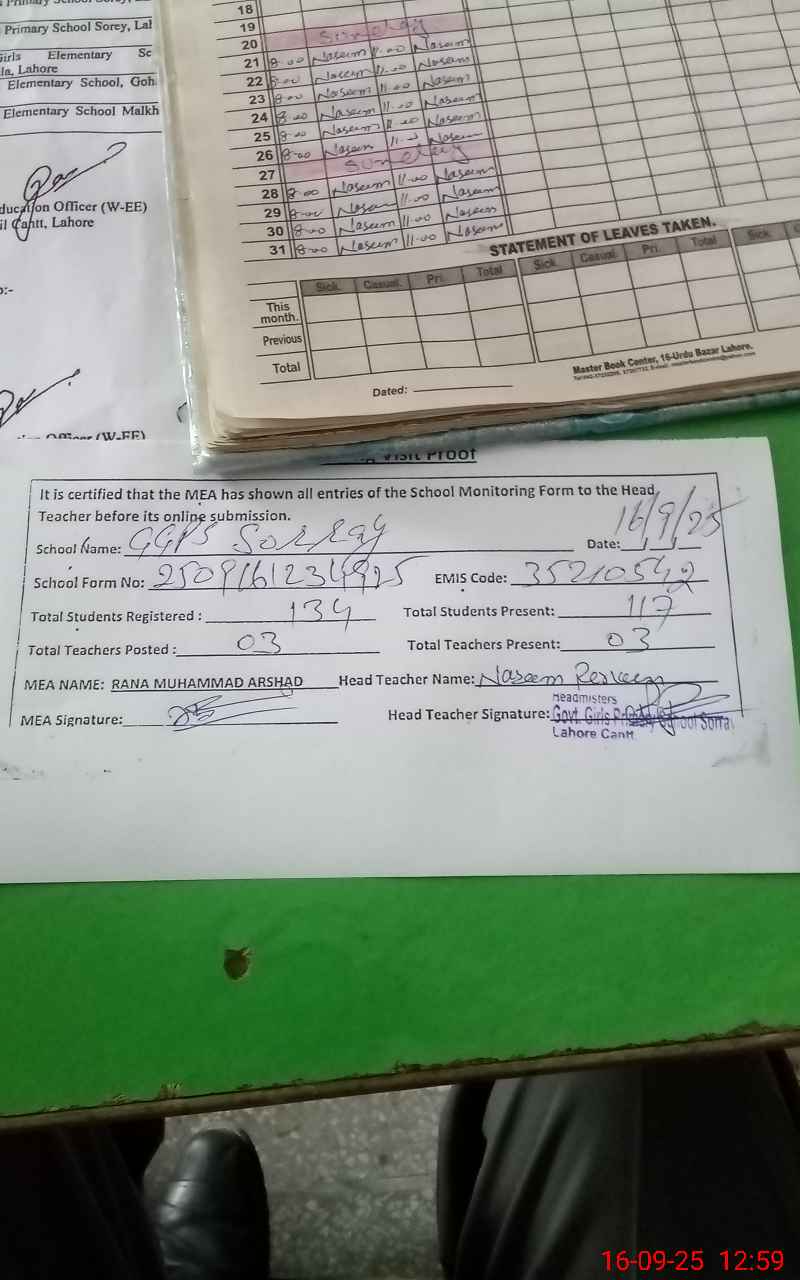 Primary School Sorey, Lal
Girls Elementary Sc
la, Lahore
Elementary School, Goh
Elementary School Malkh
ducation Officer (W-EE)
il Cantt, Lahore
o:-
Officer (W-EE)
18
19
20 Sunday
21 8-00 Naseem 11-00 Naseem
22 8-00 Naseem 11-00 Naseem
23 8-00 Naseem 11-00 Naseem
24 8-00 Naseem 11-00 Naseem
25 8-00 Naseem 11-00 Naseem
26 8-00 Naseem 11-00 Naseem
27 Sunday
28 8-00 Naseem 11-00 Naseem
29 8-00 Naseem 11-00 Naseem
30 8-00 Naseem 11-00 Naseem
31 8-00 Naseem 11-00 Naseem
STATEMENT OF LEAVES TAKEN.
Sick. Casual. Pri. Total Sick. Casual. Pri. Total Sick.
This month.
Previous
Total
Dated:
Master Book Center, 16-Urdu Bazar Lahore.
Visit Proof
It is certified that the MEA has shown all entries of the School Monitoring Form to the Head
Teacher before its online submission.
School Name: GGPS Sorray Date: 16/9/25
School Form No: EMIS Code: 35210542
Total Students Registered : 134 Total Students Present: 117
Total Teachers Posted : 03 Total Teachers Present: 03
MEA NAME: RANA MUHAMMAD ARSHAD Head Teacher Name: Naseem Perveen
MEA Signature: Head Teacher Signature:
Headmisters
Govt. Girls Primary School Sorra
Lahore Cantt
16-09-25 12:59